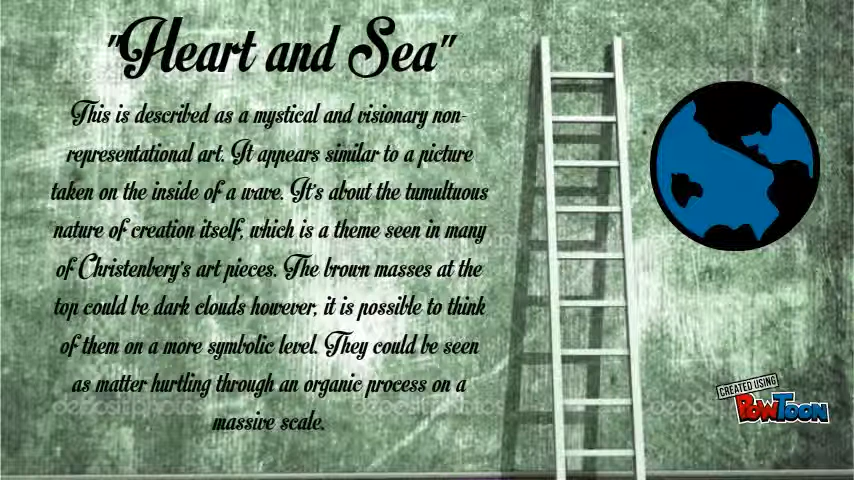 "Heart and Sea"
This is described as a mystical and visionary non-
representational art. It appears similar to a picture
taken on the inside of a wave. It's about the tumultuous
nature of creation itself, which is a theme seen in many
of Christenbery's art pieces. The brown masses at the
top could be dark clouds however, it is possible to think
of them on a more symbolic level. They could be seen
as matter hurtling through an organic process on a
massive scale.
CREATED USING
POWTOON